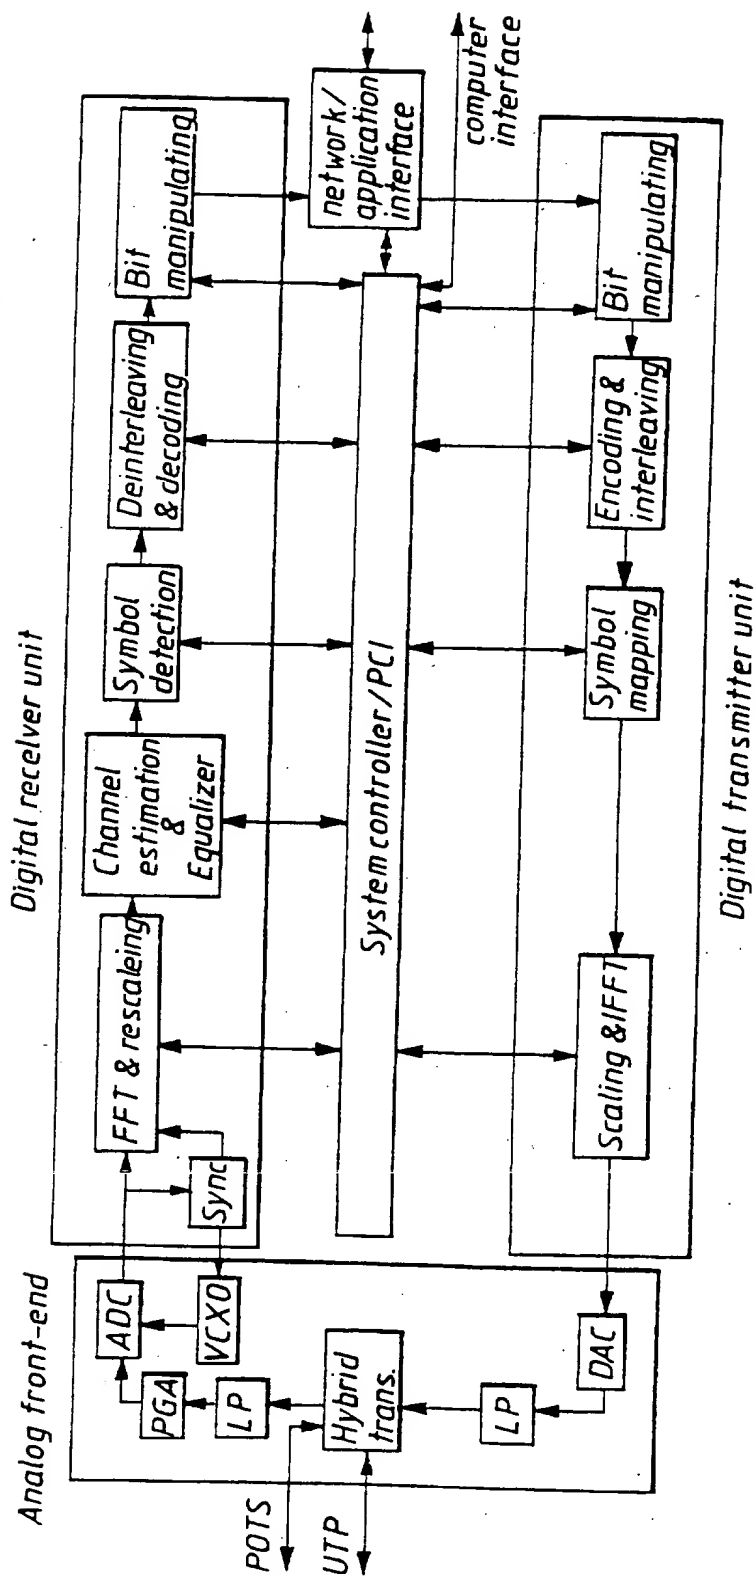 Analog front-end
Digital receiver unit
ADC
PGA
VCXO
LP
Hybrid
trans.
POTS
UTP
LP
DAC
Sync
FFT & rescaleing
Channel
estimation
&
Equalizer
Symbol
detection
Deinterleaving
& decoding
Bit
manipulating
System controller/PCI
network/
application
interface
computer
interface
Scaling &IFFT
Symbol
mapping
Encoding &
interleaving
Bit
manipulating
Digital transmitter unit